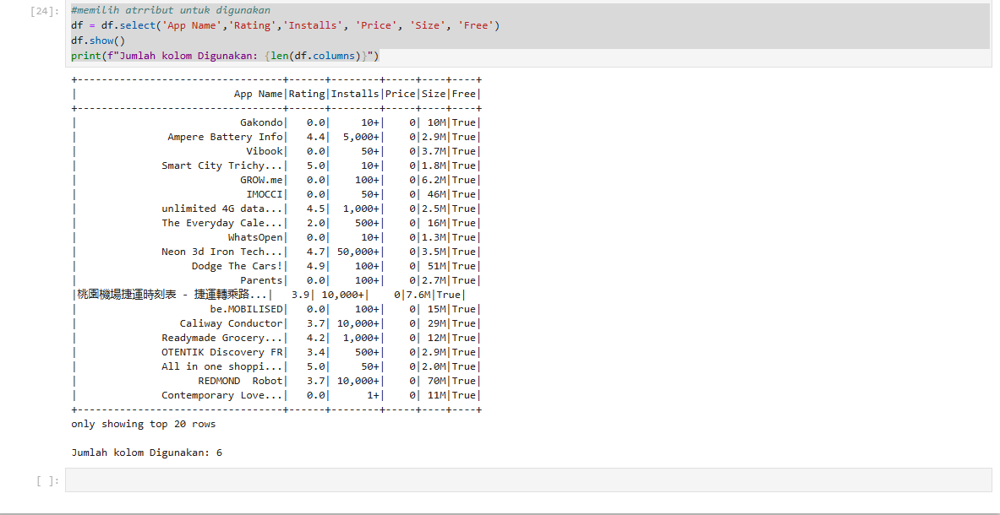 [24]: #memilih atrribut untuk digunakan
df = df.select('App Name','Rating','Installs', 'Price', 'Size', 'Free')
df.show()
print(f"Jumlah kolom Digunakan: {len(df.columns)}")
+----------------------------------+------+--------+-----+----+----+
|                          App Name|Rating|Installs|Price|Size|Free|
+----------------------------------+------+--------+-----+----+----+
|                           Gakondo|   0.0|     10+|    0| 10M|True|
|               Ampere Battery Info|   4.4|  5,000+|    0|2.9M|True|
|                            Vibook|   0.0|     50+|    0|3.7M|True|
|              Smart City Trichy...|   5.0|     10+|    0|1.8M|True|
|                           GROW.me|   0.0|    100+|    0|6.2M|True|
|                            IMOCCI|   0.0|     50+|    0| 46M|True|
|              unlimited 4G data...|   4.5|  1,000+|    0|2.5M|True|
|              The Everyday Cale...|   2.0|    500+|    0| 16M|True|
|                         WhatsOpen|   0.0|     10+|    0|1.3M|True|
|              Neon 3d Iron Tech...|   4.7| 50,000+|    0|3.5M|True|
|                   Dodge The Cars!|   4.9|    100+|    0| 51M|True|
|                           Parents|   0.0|    100+|    0|2.7M|True|
|桃園機場捷運時刻表 - 捷運轉乘路...|   3.9| 10,000+|    0|7.6M|True|
|                      be.MOBILISED|   0.0|    100+|    0| 15M|True|
|                 Caliway Conductor|   3.7| 10,000+|    0| 29M|True|
|              Readymade Grocery...|   4.2|  1,000+|    0| 12M|True|
|              OTENTIK Discovery FR|   3.4|    500+|    0|2.9M|True|
|              All in one shoppi...|   5.0|     50+|    0|2.0M|True|
|                    REDMOND  Robot|   3.7| 10,000+|    0| 70M|True|
|              Contemporary Love...|   0.0|      1+|    0| 11M|True|
+----------------------------------+------+--------+-----+----+----+
only showing top 20 rows
Jumlah kolom Digunakan: 6
[ ]: